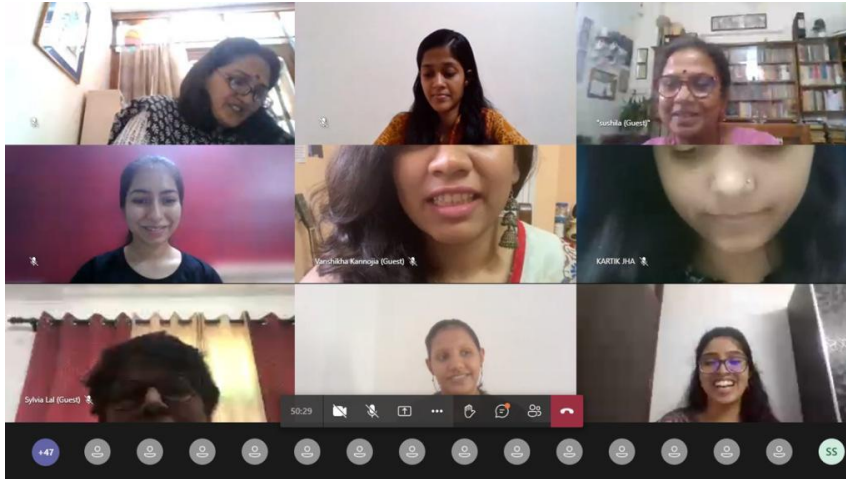 "sushila (Guest)"
Vanshikha Kannojia (Guest)
KARTIK JHA
Sylvia Lal (Guest)
50:29
+47
SS